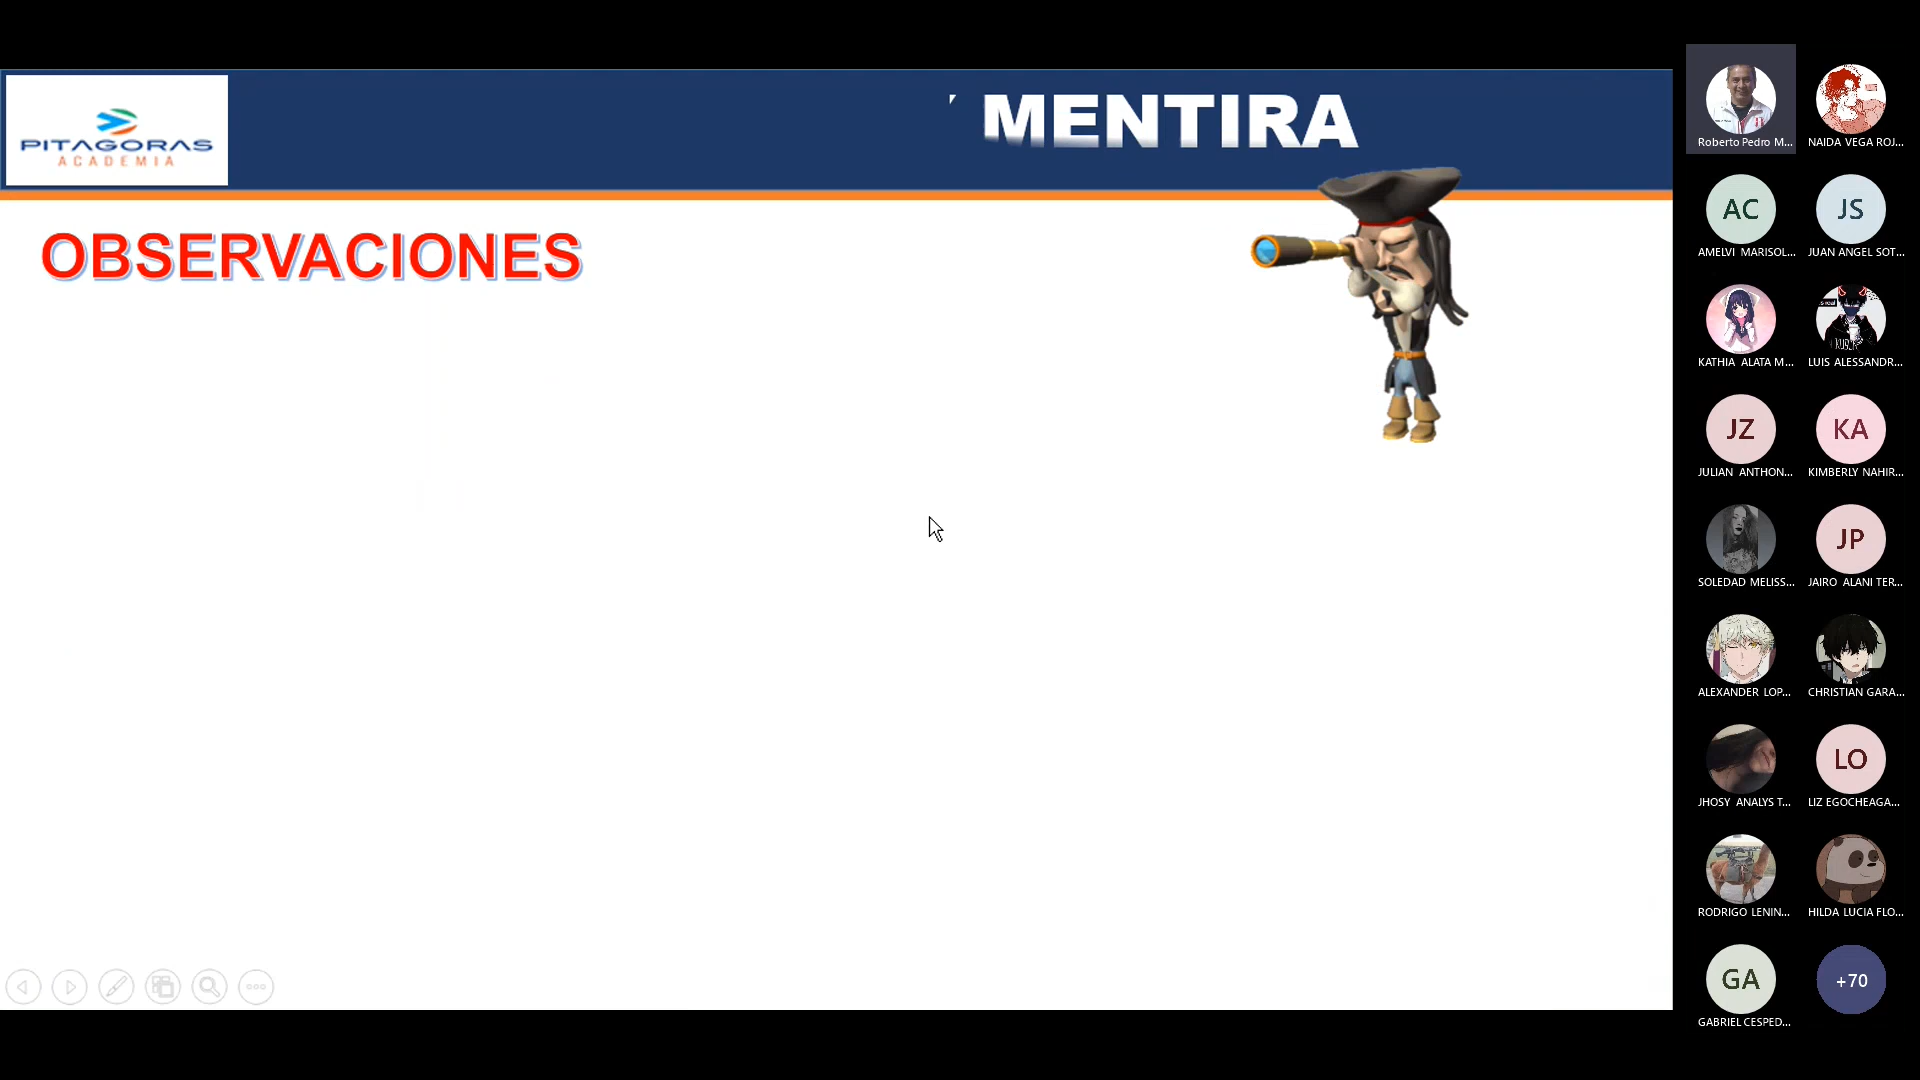 PITAGORAS
ACADEMIA
MENTIRA
OBSERVACIONES
Roberto Pedro M...
NAIDA VEGA ROJ...
AC
JS
AMELVI MARISOL...
JUAN ANGEL SOT...
KATHIA ALATA M...
LUIS ALESSANDR...
JZ
KA
JULIAN ANTHON...
KIMBERLY NAHIR...
JP
SOLEDAD MELISS...
JAIRO ALANI TER...
ALEXANDER LOP...
CHRISTIAN GARA...
LO
JHOSY ANALYS T...
LIZ EGOCHEAGA...
RODRIGO LENIN...
HILDA LUCIA FLO...
GA
+70
GABRIEL CESPED...